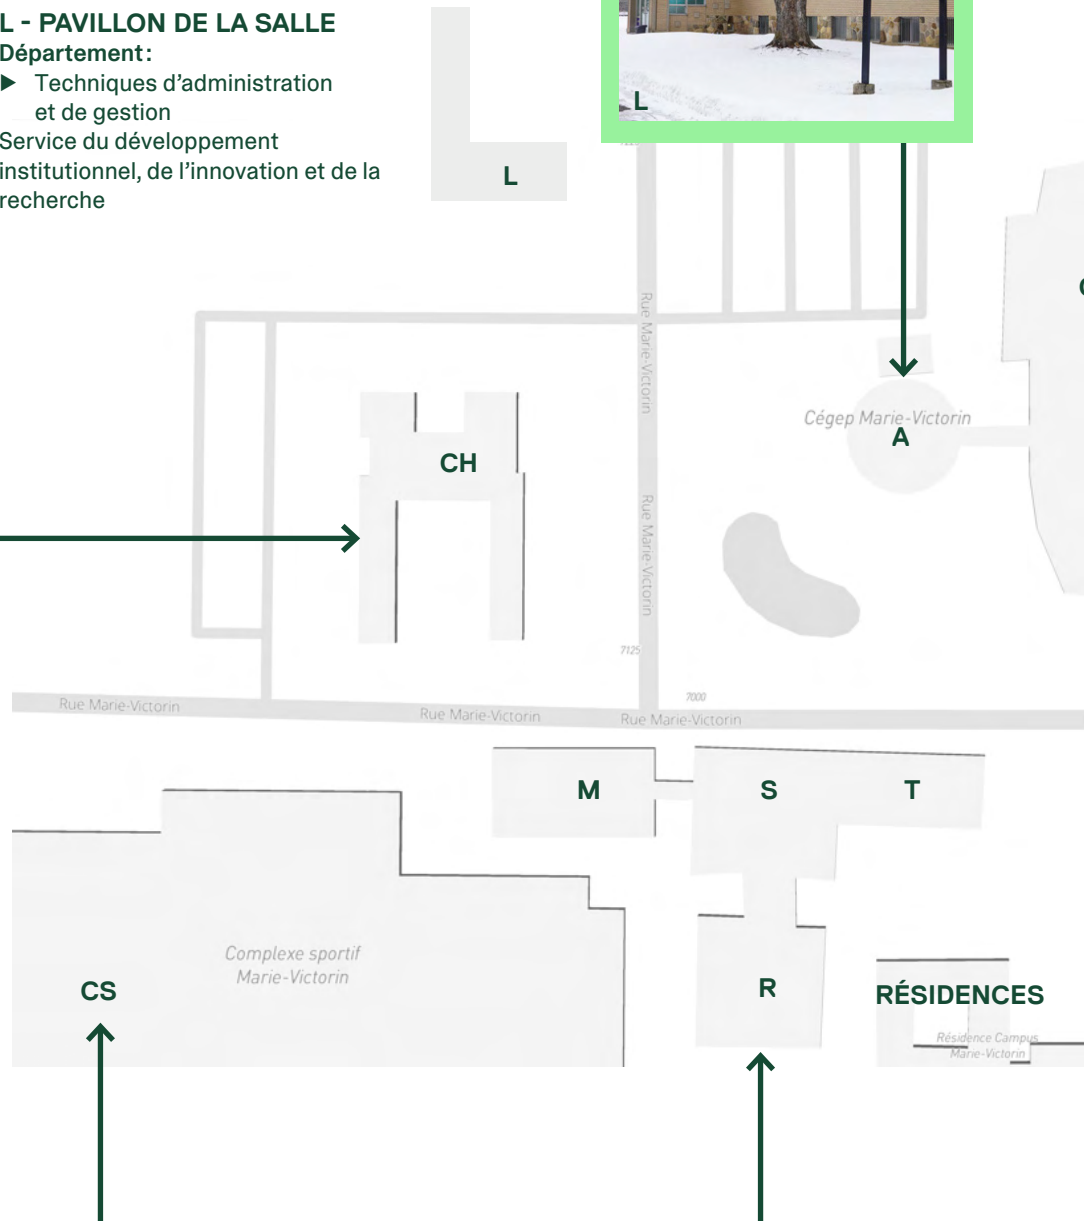 L - PAVILLON DE LA SALLE
Département :
▶ Techniques d’administration
et de gestion
Service du développement
institutionnel, de l’innovation et de la
recherche
L
L
Rue Marie-Victorin
Cégep Marie-Victorin
A
CH
Rue Marie-Victorin
7125
7000
Rue Marie-Victorin
Rue Marie-Victorin
Rue Marie-Victorin
M
S
T
Complexe sportif
Marie-Victorin
CS
R
RÉSIDENCES
Résidence Campus
Marie-Victorin